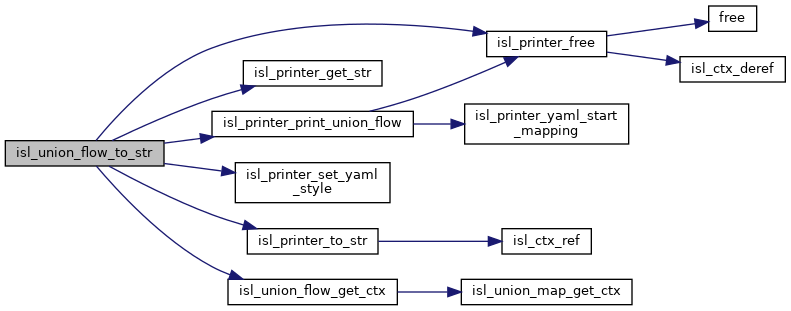 isl_union_flow_to_str
isl_printer_free
free
isl_ctx_deref
isl_printer_get_str
isl_printer_print_union_flow
isl_printer_yaml_start
_mapping
isl_printer_set_yaml
_style
isl_printer_to_str
isl_ctx_ref
isl_union_flow_get_ctx
isl_union_map_get_ctx